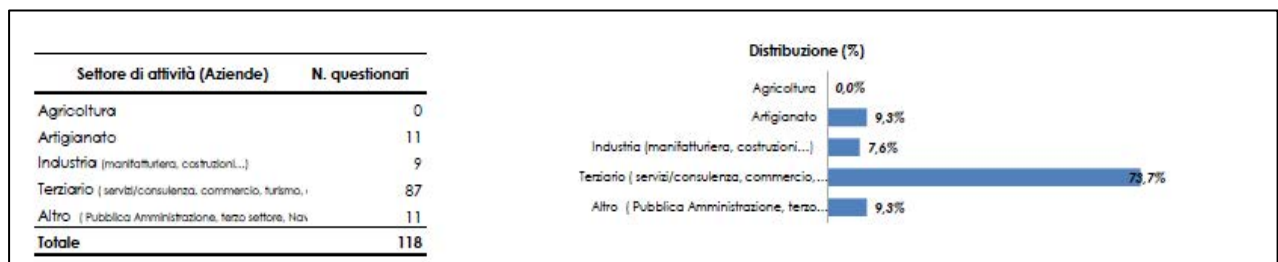 Settore di attività (Aziende) N. questionari
Agricoltura 0
Artigianato 11
Industria (manifatturiera, costruzioni...) 9
Terziario ( servizi/consulenza, commercio, turismo, 87
Altro ( Pubblica Amministrazione, terzo settore, Nav 11
Totale 118
Distribuzione (%)
Agricoltura 0,0%
Artigianato 9,3%
Industria (manifatturiera, costruzioni...) 7,6%
Terziario ( servizi/consulenza, commercio,... 73,7%
Altro ( Pubblica Amministrazione, terzo... 9,3%